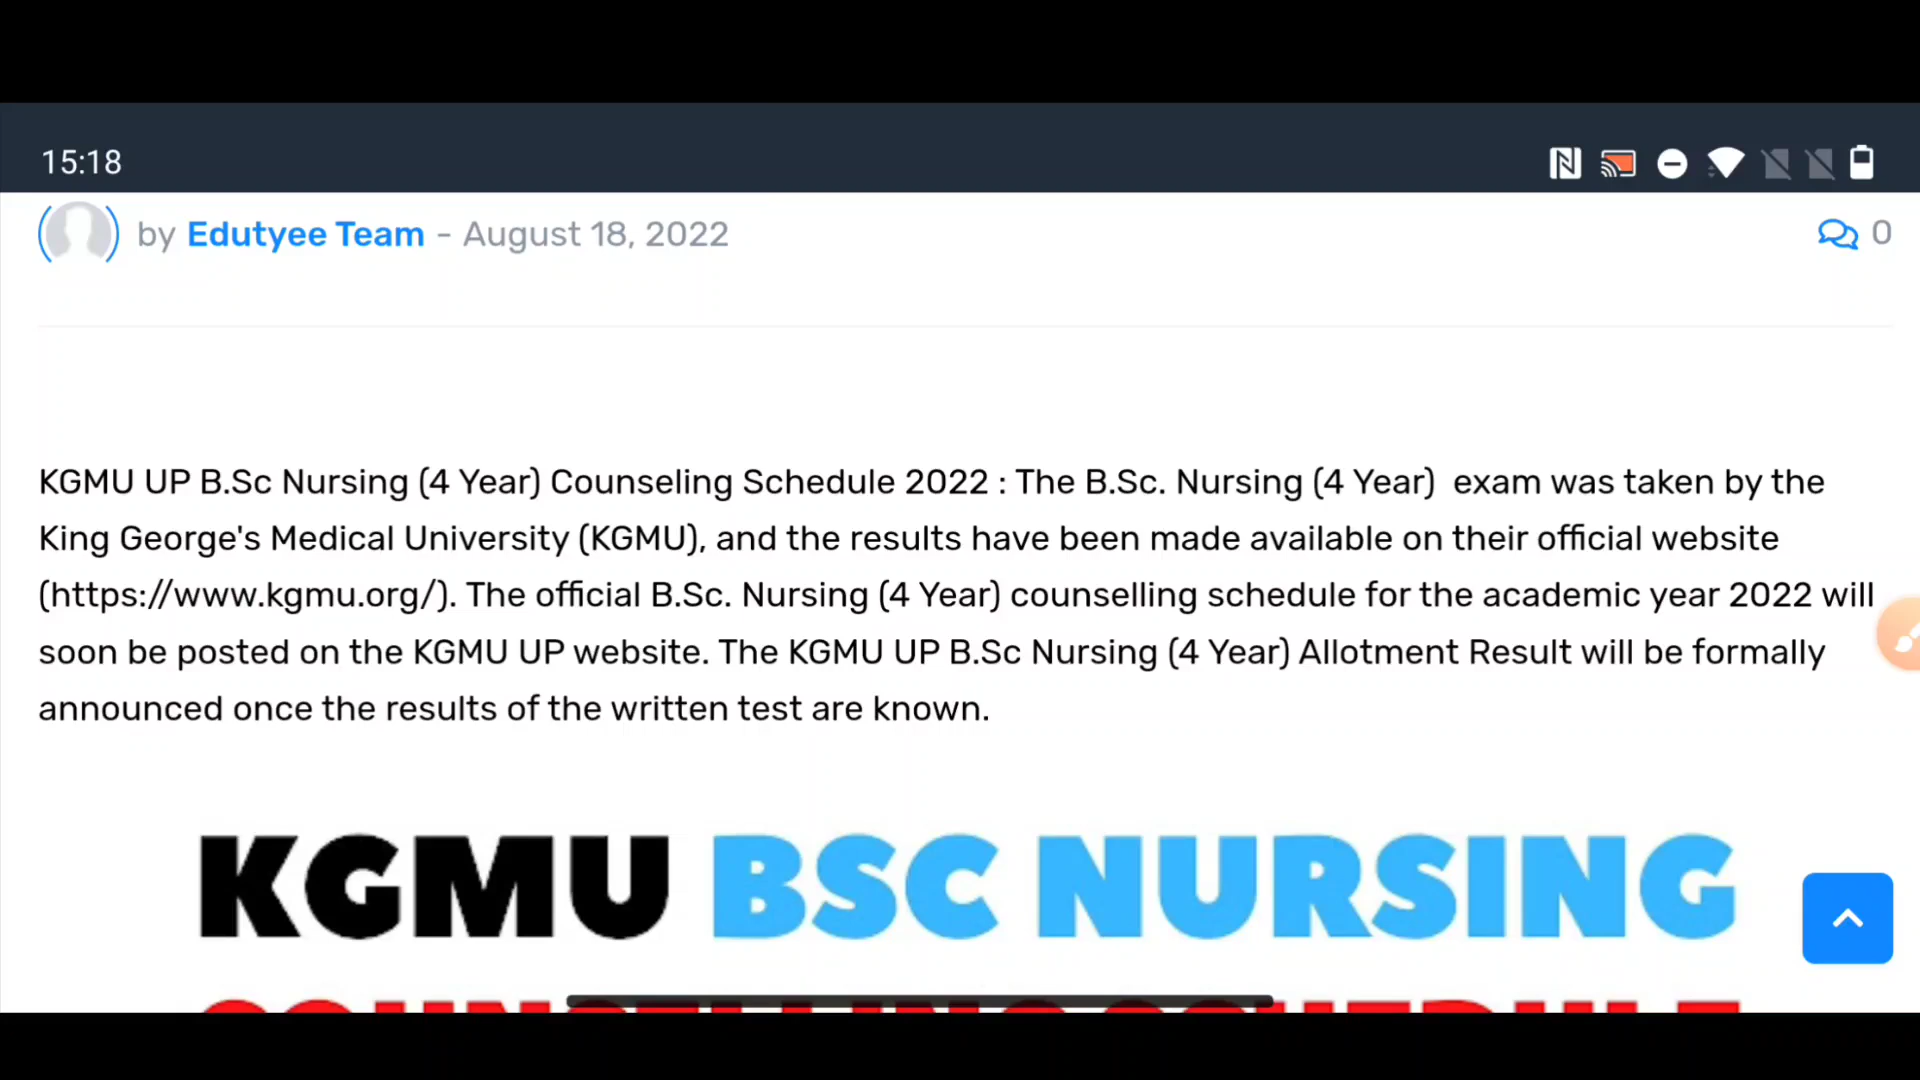 15:18
by Edutyee Team - August 18, 2022
0
KGMU UP B.Sc Nursing (4 Year) Counseling Schedule 2022 : The B.Sc. Nursing (4 Year) exam was taken by the
King George's Medical University (KGMU), and the results have been made available on their official website
(https://www.kgmu.org/). The official B.Sc. Nursing (4 Year) counselling schedule for the academic year 2022 will
soon be posted on the KGMU UP website. The KGMU UP B.Sc Nursing (4 Year) Allotment Result will be formally
announced once the results of the written test are known.
KGMU BSC NURSING